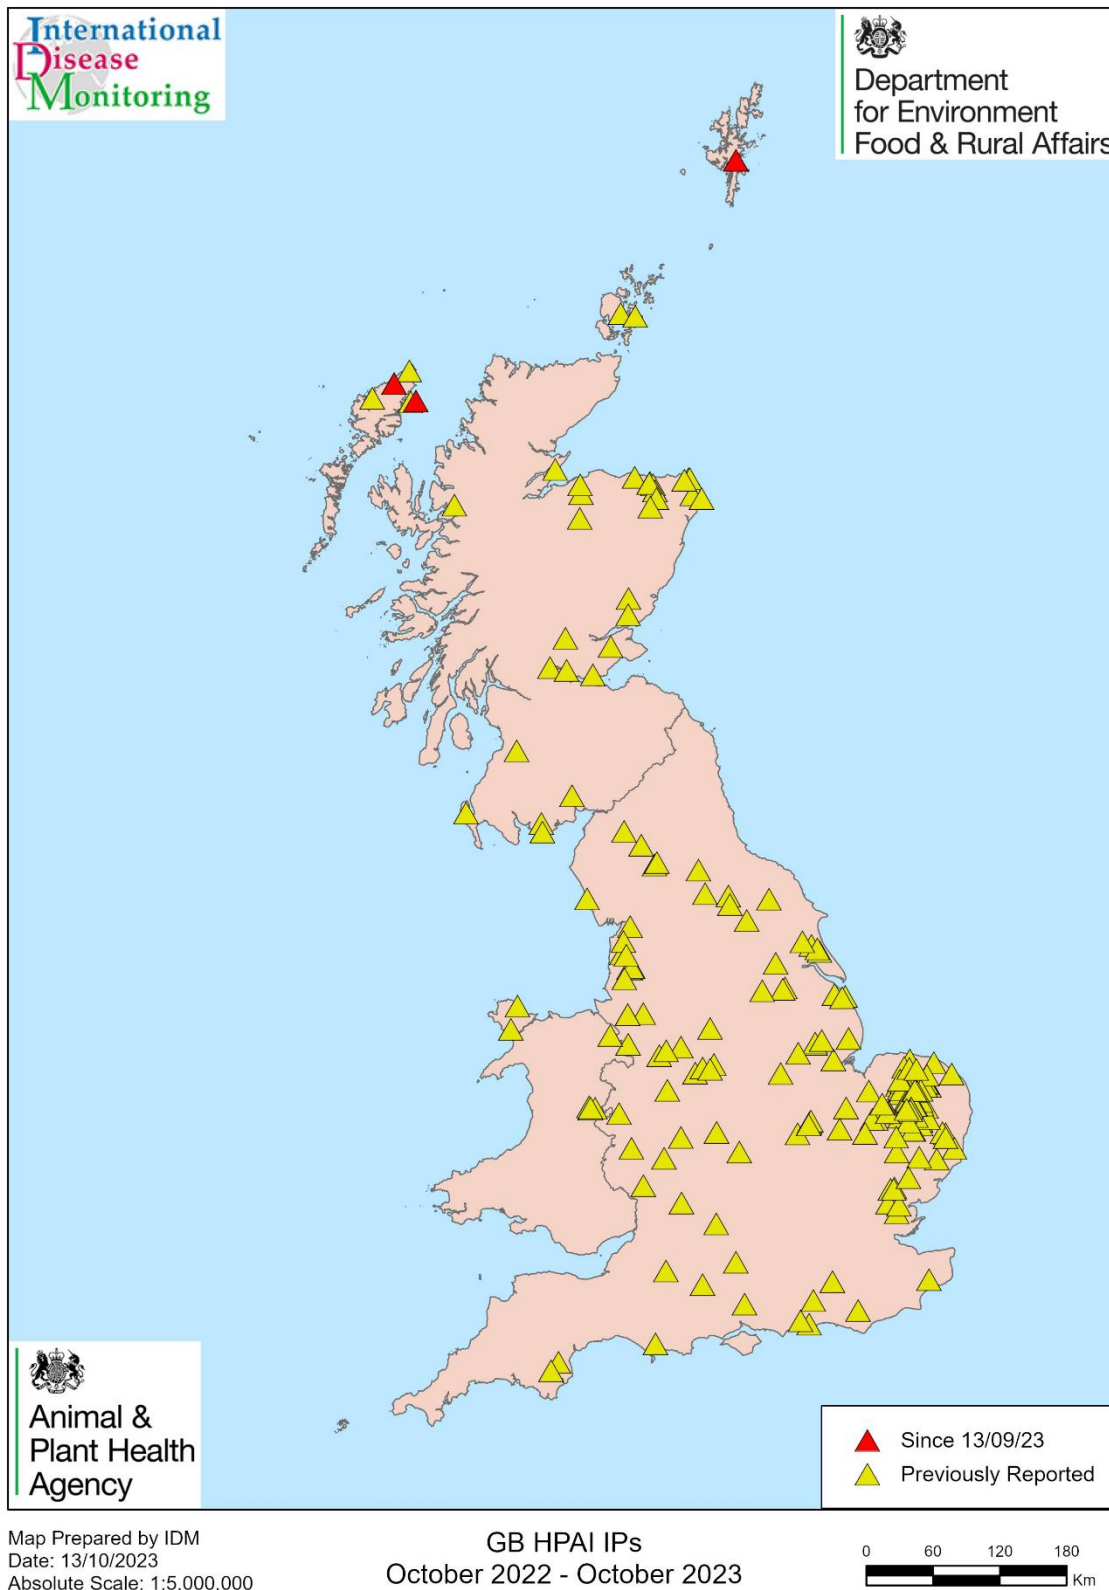 International
Disease
Monitoring
Department
for Environment
Food & Rural Affairs
Animal &
Plant Health
Agency
Since 13/09/23
Previously Reported
Map Prepared by IDM
Date: 13/10/2023
Absolute Scale: 1:5.000.000
GB HPAI IPs
October 2022 - October 2023
0 60 120 180
Km